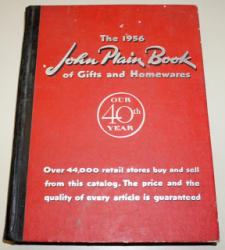 The 1956
John Plain Book
of Gifts and Homewares
OUR
40th
YEAR
Over 44,000 retail stores buy and sell
from this catalog. The price and the
quality of every article is guaranteed